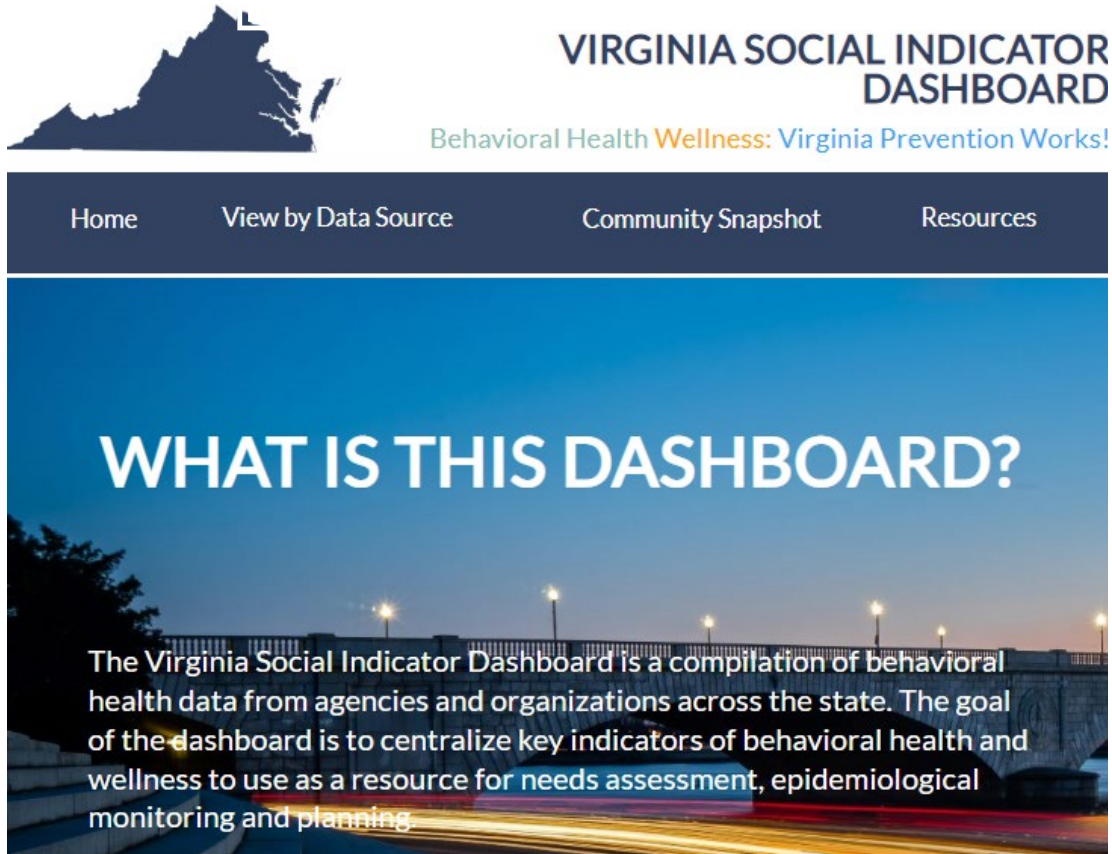 VIRGINIA SOCIAL INDICATOR
DASHBOARD
Behavioral Health Wellness: Virginia Prevention Works!
Home
View by Data Source
Community Snapshot
Resources
WHAT IS THIS DASHBOARD?
The Virginia Social Indicator Dashboard is a compilation of behavioral
health data from agencies and organizations across the state. The goal
of the dashboard is to centralize key indicators of behavioral health and
wellness to use as a resource for needs assessment, epidemiological
monitoring and planning.